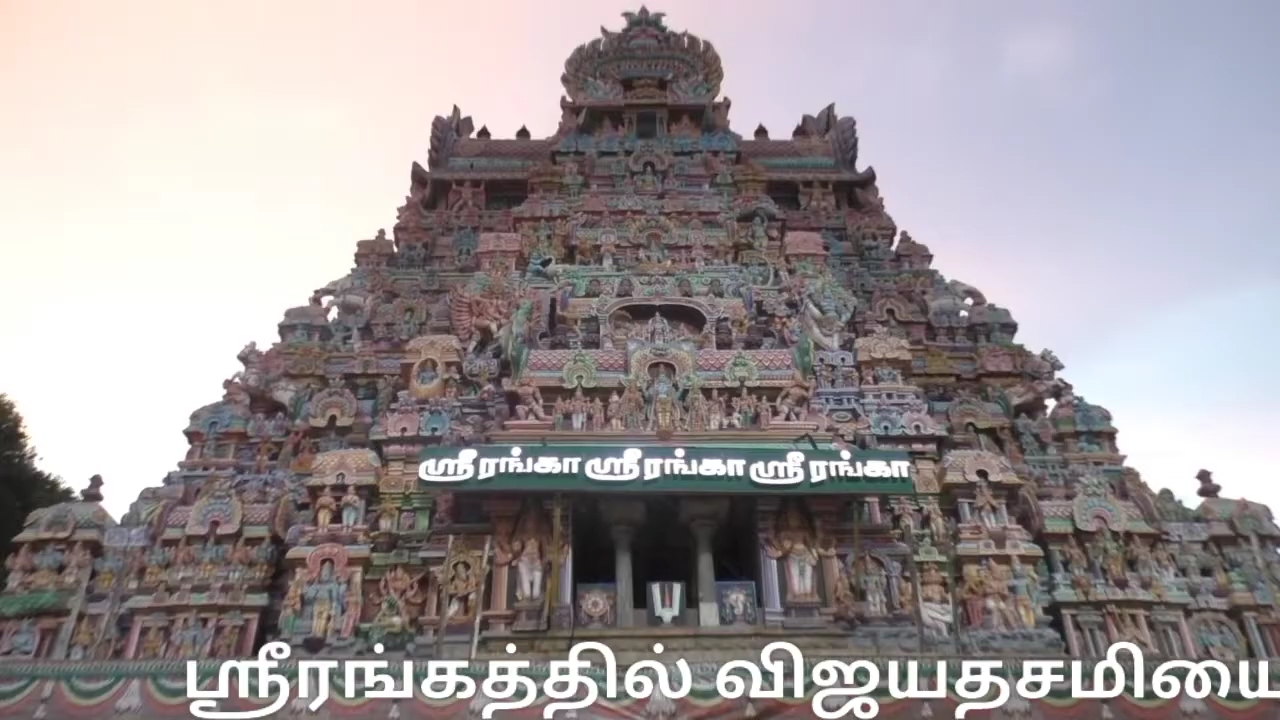 ஸ்ரீ ரங்கா ஸ்ரீ ரங்கா ஸ்ரீ ரங்கா
ஸ்ரீரங்கத்தில் விஜயதசமியை